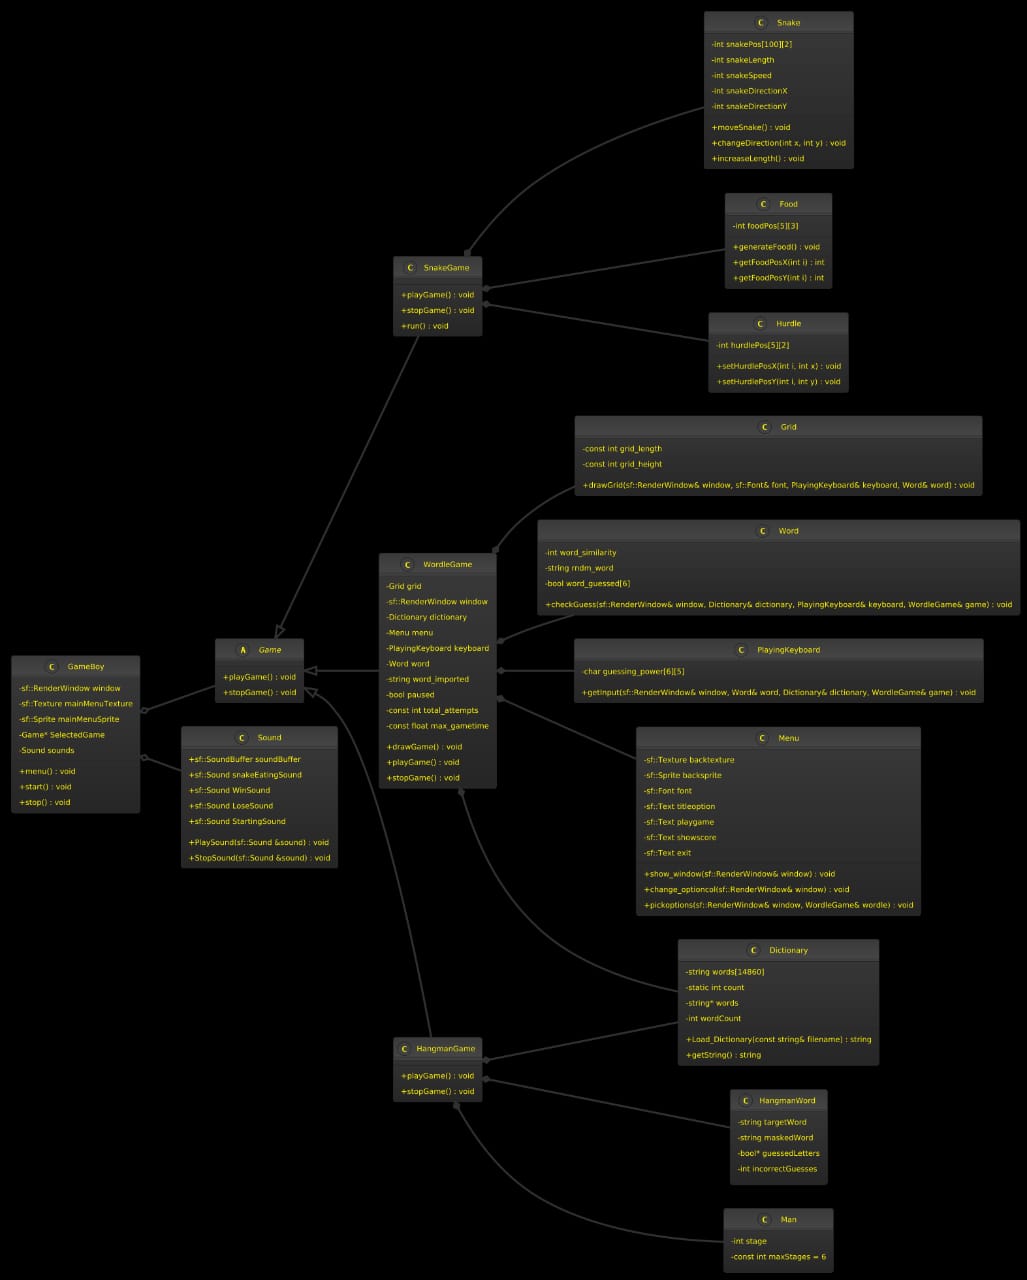 C Snake
-int snakePos[100][2]
-int snakeLength
-int snakeSpeed
-int snakeDirectionX
-int snakeDirectionY
+moveSnake() : void
+changeDirection(int x, int y) : void
+increaseLength() : void
C Food
-int foodPos[5][3]
+generateFood() : void
+getFoodPosX(int i) : int
+getFoodPosY(int i) : int
C SnakeGame
+playGame() : void
+stopGame() : void
+run() : void
C Hurdle
-int hurdlePos[5][2]
+setHurdlePosX(int i, int x) : void
+setHurdlePosY(int i, int y) : void
C Grid
-const int grid_length
-const int grid_height
+drawGrid(sf::RenderWindow& window, sf::Font& font, PlayingKeyboard& keyboard, Word& word) : void
C Word
-int word_similarity
-string rndm_word
-bool word_guessed[6]
+checkGuess(sf::RenderWindow& window, Dictionary& dictionary, PlayingKeyboard& keyboard, WordleGame& game) : void
C WordleGame
-Grid grid
-sf::RenderWindow window
-Dictionary dictionary
-Menu menu
-PlayingKeyboard keyboard
-Word word
-string word_imported
-bool paused
-const int total_attempts
-const float max_gametime
+drawGame() : void
+playGame() : void
+stopGame() : void
C PlayingKeyboard
-char guessing_power[6][5]
+getInput(sf::RenderWindow& window, Word& word, Dictionary& dictionary, WordleGame& game) : void
A Game
+playGame() : void
+stopGame() : void
C GameBoy
-sf::RenderWindow window
-sf::Texture mainMenuTexture
-sf::Sprite mainMenuSprite
-Game* SelectedGame
-Sound sounds
+menu() : void
+start() : void
+stop() : void
C Sound
+sf::SoundBuffer soundBuffer
+sf::Sound snakeEatingSound
+sf::Sound WinSound
+sf::Sound LoseSound
+sf::Sound StartingSound
+PlaySound(sf::Sound &sound) : void
+StopSound(sf::Sound &sound) : void
C Menu
-sf::Texture backtexture
-sf::Sprite backsprite
-sf::Font font
-sf::Text titleoption
-sf::Text playgame
-sf::Text showscore
-sf::Text exit
+show_window(sf::RenderWindow& window) : void
+change_optioncol(sf::RenderWindow& window) : void
+pickoptions(sf::RenderWindow& window, WordleGame& wordle) : void
C Dictionary
-string words[14860]
-static int count
-string* words
-int wordCount
+Load_Dictionary(const string& filename) : string
+getString() : string
C HangmanGame
+playGame() : void
+stopGame() : void
C HangmanWord
-string targetWord
-string maskedWord
-bool* guessedLetters
-int incorrectGuesses
C Man
-int stage
-const int maxStages = 6